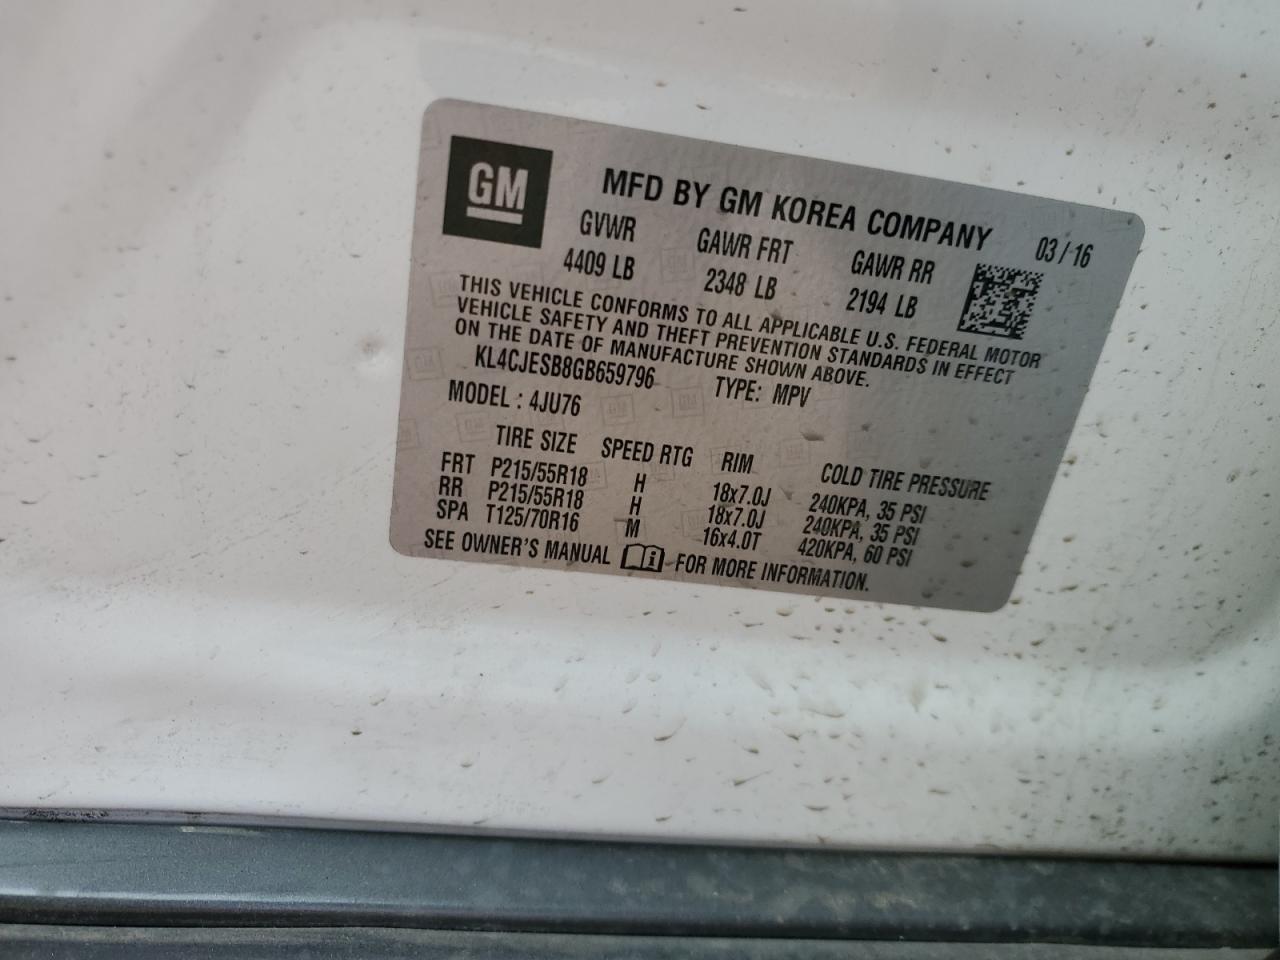 GM
MFD BY GM KOREA COMPANY 03/16
GVWR GAWR FRT GAWR RR
4409 LB 2348 LB 2194 LB
THIS VEHICLE CONFORMS TO ALL APPLICABLE U.S. FEDERAL MOTOR
VEHICLE SAFETY AND THEFT PREVENTION STANDARDS IN EFFECT
ON THE DATE OF MANUFACTURE SHOWN ABOVE.
KL4CJESB8GB659796 TYPE: MPV
MODEL : 4JU76
TIRE SIZE SPEED RTG RIM COLD TIRE PRESSURE
FRT P215/55R18 H 18x7.0J 240KPA, 35 PSI
RR P215/55R18 H 18x7.0J 240KPA, 35 PSI
SPA T125/70R16 M 16x4.0T 420KPA, 60 PSI
SEE OWNER'S MANUAL FOR MORE INFORMATION.